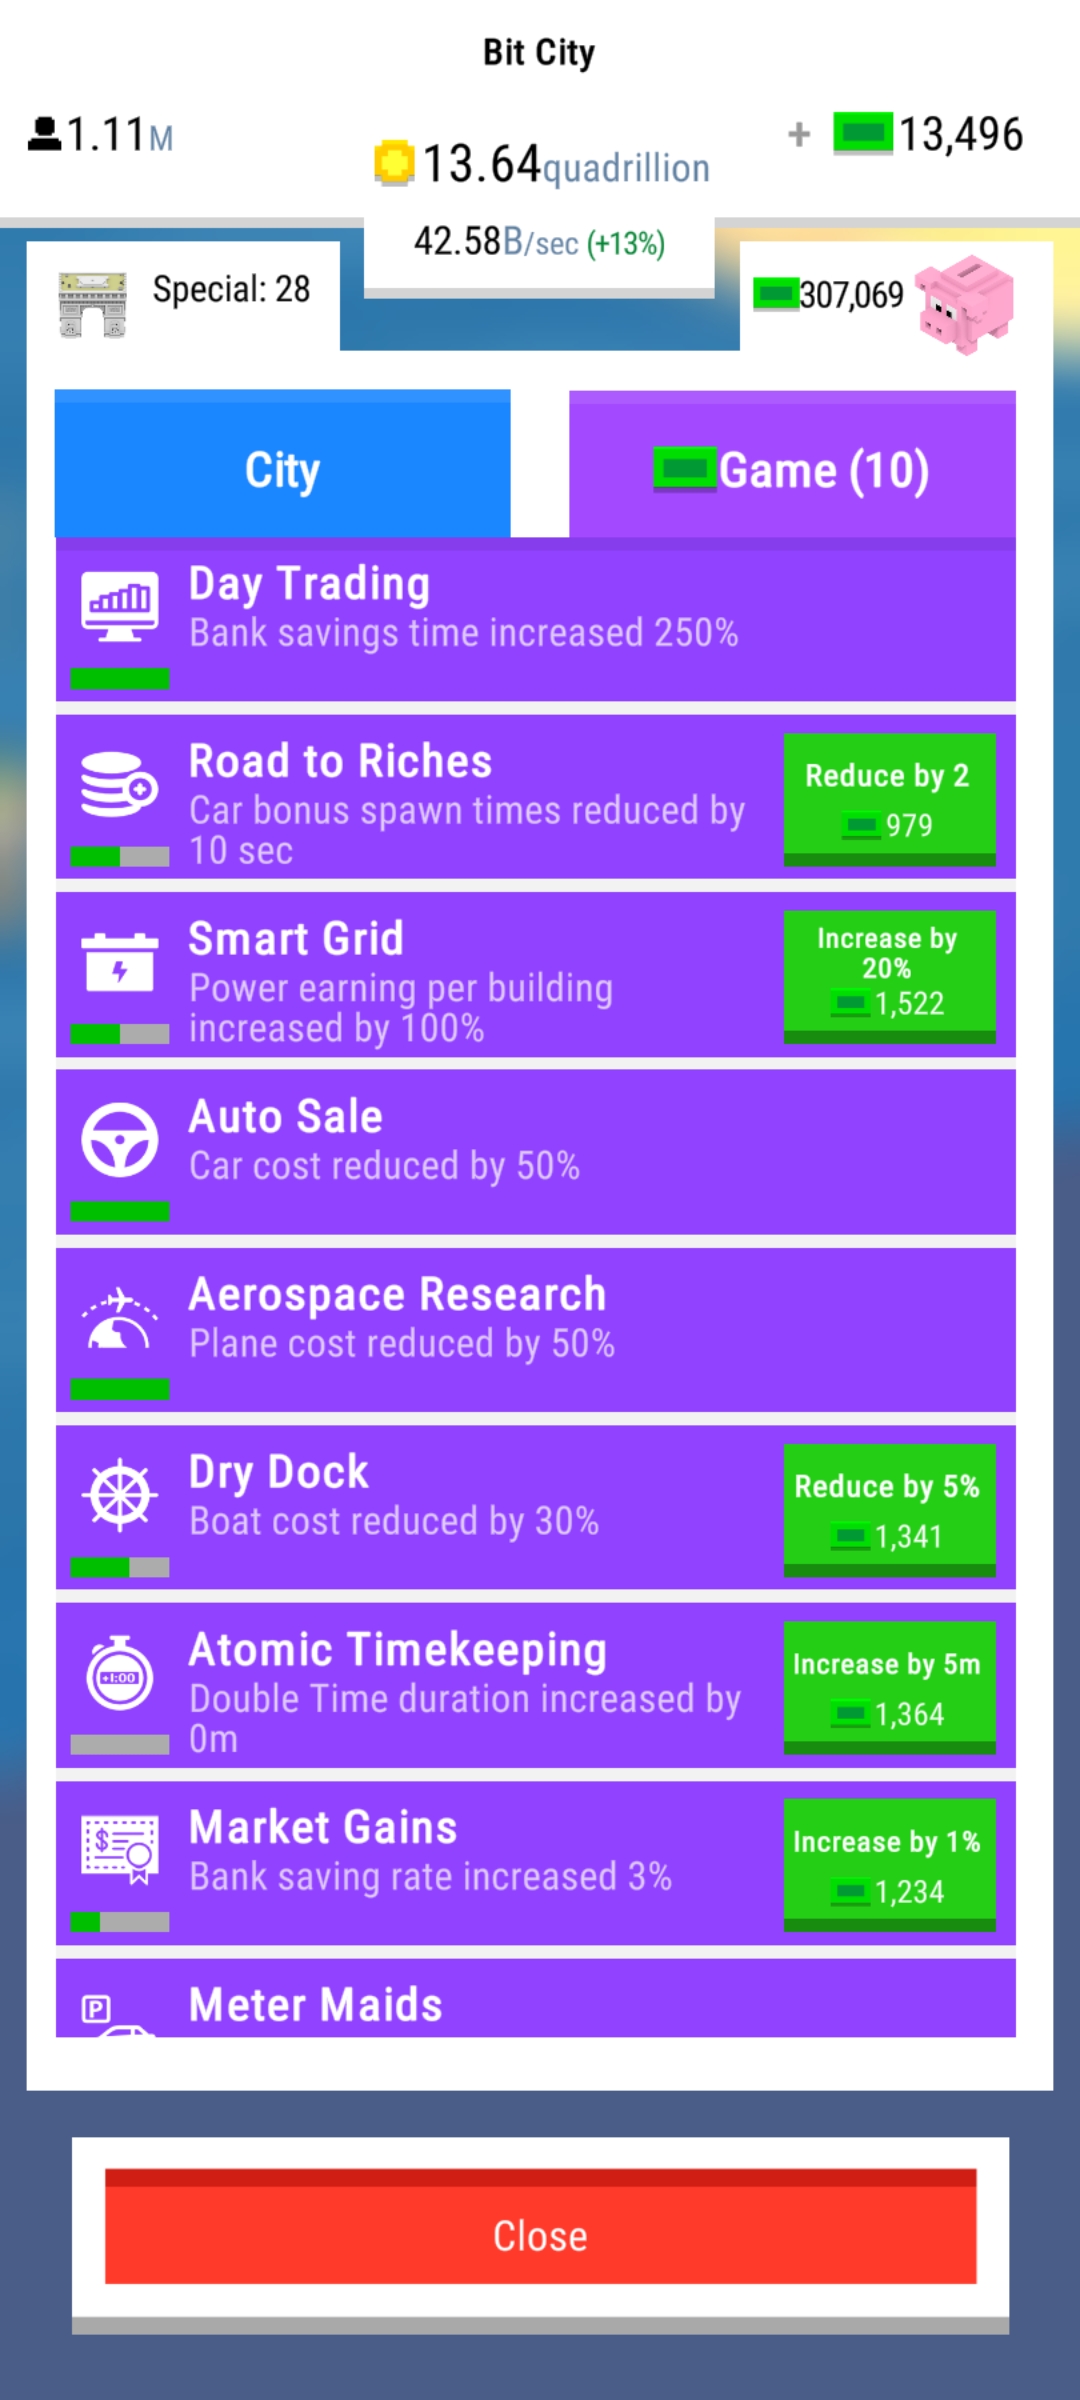 Bit City
1.11M
13.64quadrillion
+ 13,496
42.58B/sec (+13%)
Special: 28
307,069
City
Game (10)
Day Trading
Bank savings time increased 250%
Road to Riches
Car bonus spawn times reduced by
10 sec
Reduce by 2
979
Smart Grid
Power earning per building
increased by 100%
Increase by
20%
1,522
Auto Sale
Car cost reduced by 50%
Aerospace Research
Plane cost reduced by 50%
Dry Dock
Boat cost reduced by 30%
Reduce by 5%
1,341
+1:00
Atomic Timekeeping
Double Time duration increased by
0m
Increase by 5m
1,364
$
Market Gains
Bank saving rate increased 3%
Increase by 1%
1,234
P
Meter Maids
Close